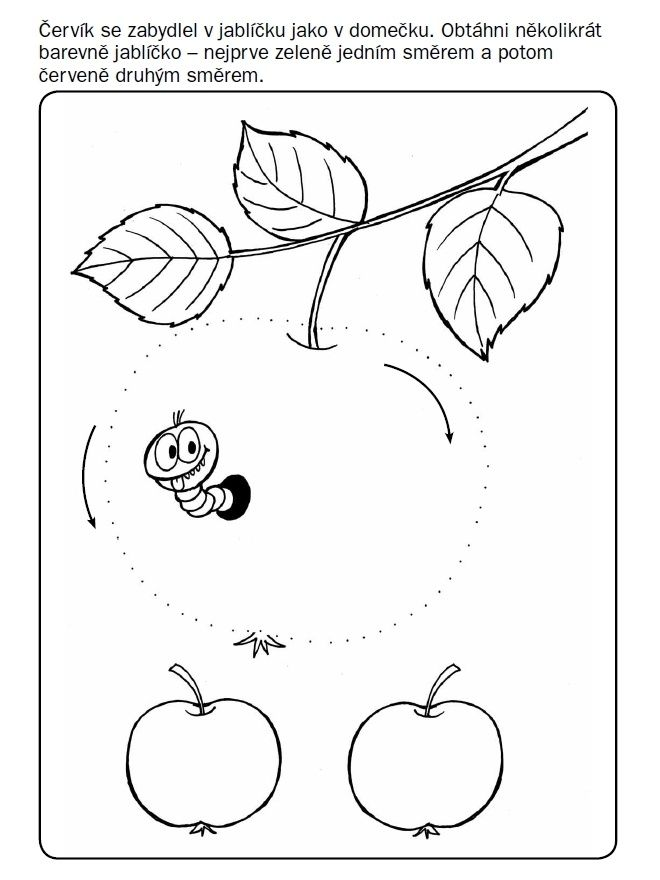 Červík se zabydlel v jablíčku jako v domečku. Obtáhni několikrát
barevně jablíčko – nejprve zeleně jedním směrem a potom
červeně druhým směrem.